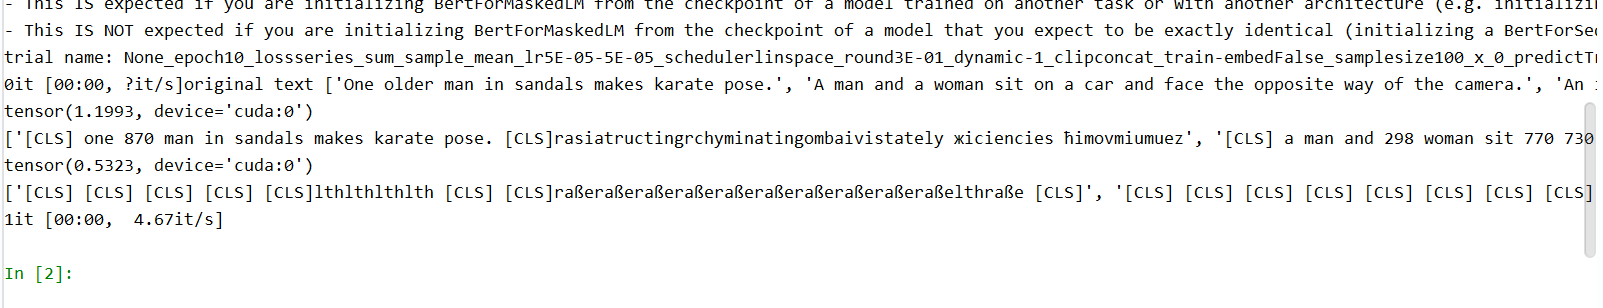 - This IS expected if you are initializing BertForMaskedLM from the checkpoint of a model trained on another task or with another architecture (e.g. initializi
- This IS NOT expected if you are initializing BertForMaskedLM from the checkpoint of a model that you expect to be exactly identical (initializing a BertForSe
trial name: None_epoch10_lossseries_sum_sample_mean_lr5E-05-5E-05_schedulerlinspace_round3E-01_dynamic-1_clipconcat_train-embedFalse_samplesize100_x_0_predictT
0it [00:00, ?it/s]original text ['One older man in sandals makes karate pose.', 'A man and a woman sit on a car and face the opposite way of the camera.', 'An
tensor(1.1993, device='cuda:0')
['[CLS] one 870 man in sandals makes karate pose. [CLS]rasiatructingrchyminatingombaivistately жiciencies ħimovmiumuez', '[CLS] a man and 298 woman sit 770 730
tensor(0.5323, device='cuda:0')
['[CLS] [CLS] [CLS] [CLS] [CLS]lthlthlthlth [CLS] [CLS]raßeraßeraßeraßeraßeraßeraßeraßeraßeraßelthraße [CLS]', '[CLS] [CLS] [CLS] [CLS] [CLS] [CLS] [CLS] [CLS]
1it [00:00,  4.67it/s]
In [2]: